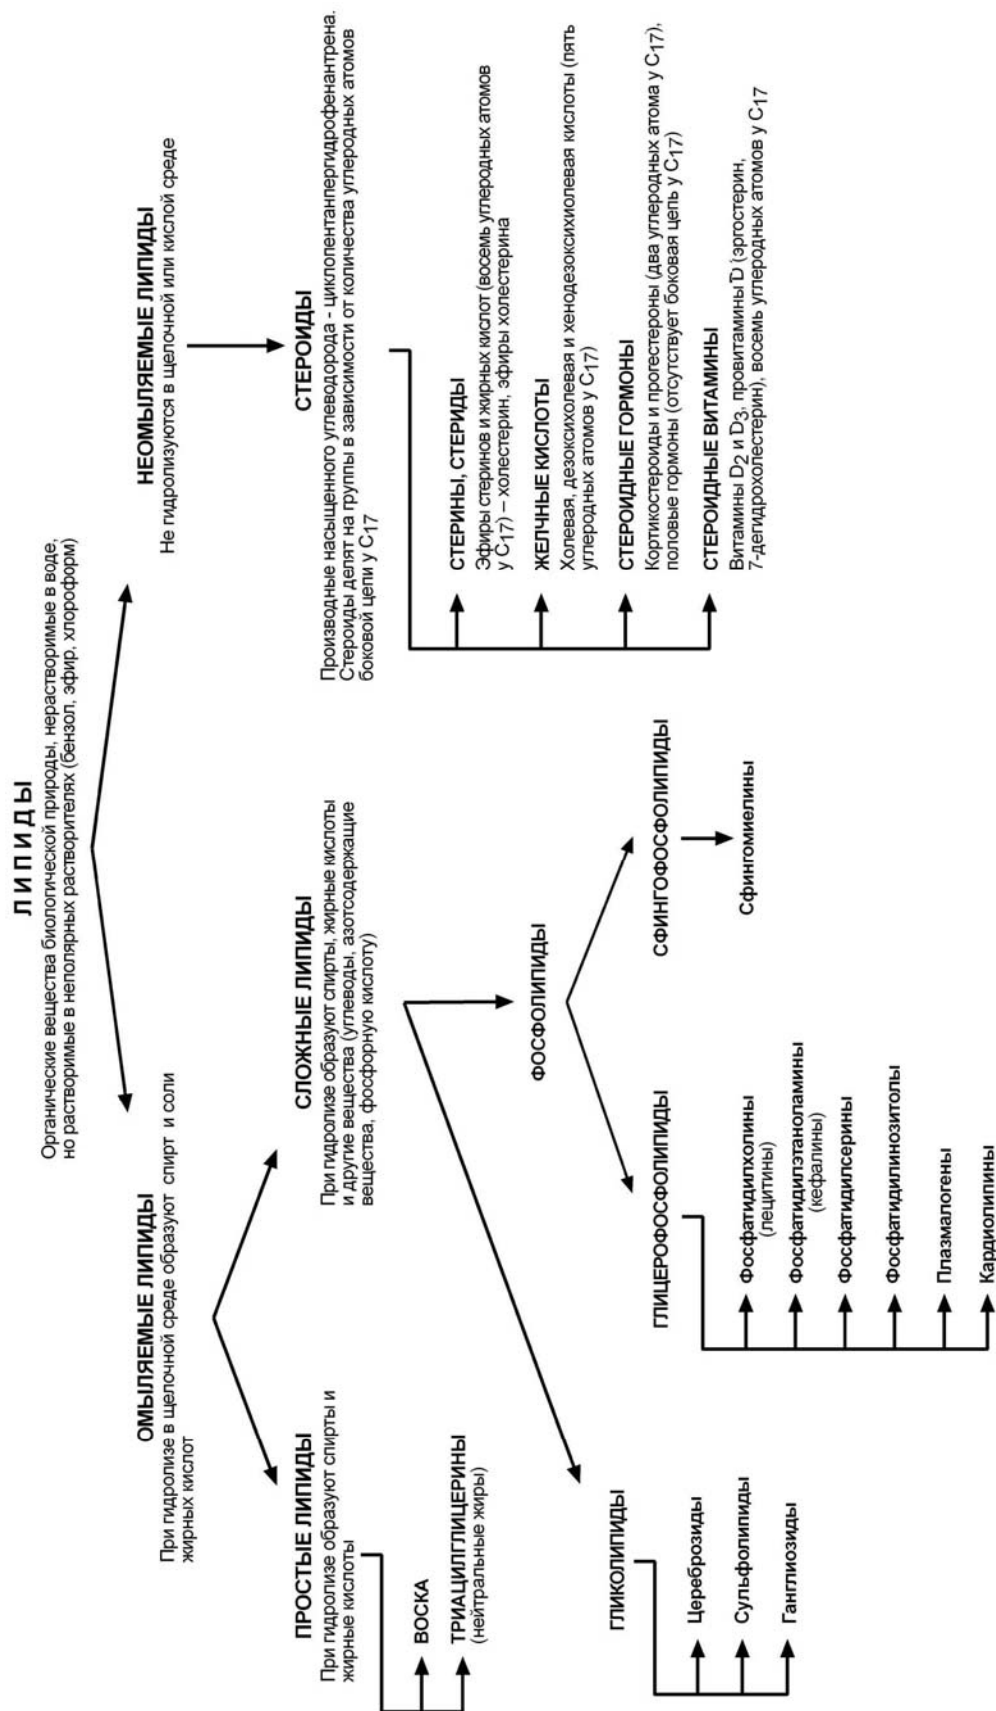 ЛИПИДЫ
Органические вещества биологической природы, нерастворимые в воде,
но растворимые в неполярных растворителях (бензол, эфир, хлороформ)
ОМЫЛЯЕМЫЕ ЛИПИДЫ
При гидролизе в щелочной среде образуют спирт и соли
жирных кислот
НЕОМЫЛЯЕМЫЕ ЛИПИДЫ
Не гидролизуются в щелочной или кислой среде
ПРОСТЫЕ ЛИПИДЫ
При гидролизе образуют спирты и
жирные кислоты
ВОСКА
ТРИАЦИЛГЛИЦЕРИНЫ
(нейтральные жиры)
СЛОЖНЫЕ ЛИПИДЫ
При гидролизе образуют спирты, жирные кислоты
и другие вещества (углеводы, азотсодержащие
вещества, фосфорную кислоту)
СТЕРОИДЫ
Производные насыщенного углеводорода - циклопентанпергидрофенантрена.
Стероиды делят на группы в зависимости от количества углеродных атомов
боковой цепи у С17
СТЕРИНЫ, СТЕРИДЫ
Эфиры стеринов и жирных кислот (восемь углеродных атомов
у С17) – холестерин, эфиры холестерина
ЖЕЛЧНЫЕ КИСЛОТЫ
Холевая, дезоксихолевая и хенодезоксихиолевая кислоты (пять
углеродных атомов у С17)
СТЕРОИДНЫЕ ГОРМОНЫ
Кортикостероиды и прогестероны (два углеродных атома у С17),
половые гормоны (отсутствует боковая цепь у С17)
СТЕРОИДНЫЕ ВИТАМИНЫ
Витамины D2 и D3, провитамины D (эргостерин,
7-дегидрохолестерин), восемь углеродных атомов у С17
ГЛИКОЛИПИДЫ
Цереброзиды
Сульфолипиды
Ганглиозиды
ФОСФОЛИПИДЫ
ГЛИЦЕРОФОСФОЛИПИДЫ
Фосфатидилхолины
(лецитины)
Фосфатидилэтаноламины
(кефалины)
Фосфатидилсерины
Фосфатидилинозитолы
Плазмалогены
Кардиолипины
СФИНГОФОСФОЛИПИДЫ
Сфингомиелины